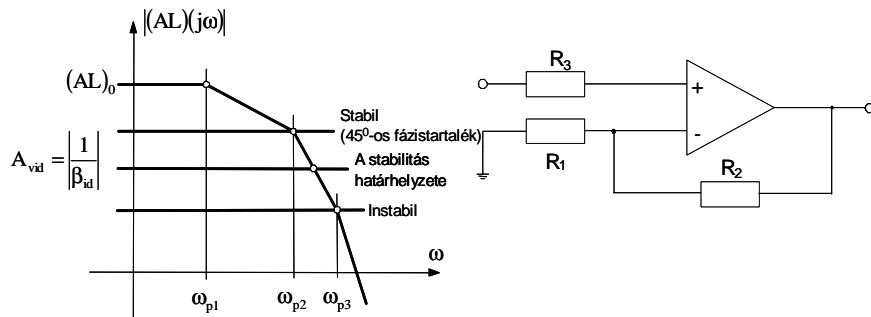 |(AL)(jω)|
(AL)₀
Stabil
(45⁰-os fázistartalék)
A_vid = |1/β_id|
A stabilitás
határhelyzete
Instabil
ω
ω_p1 ω_p2 ω_p3
R₃
+
-
R₁
R₂